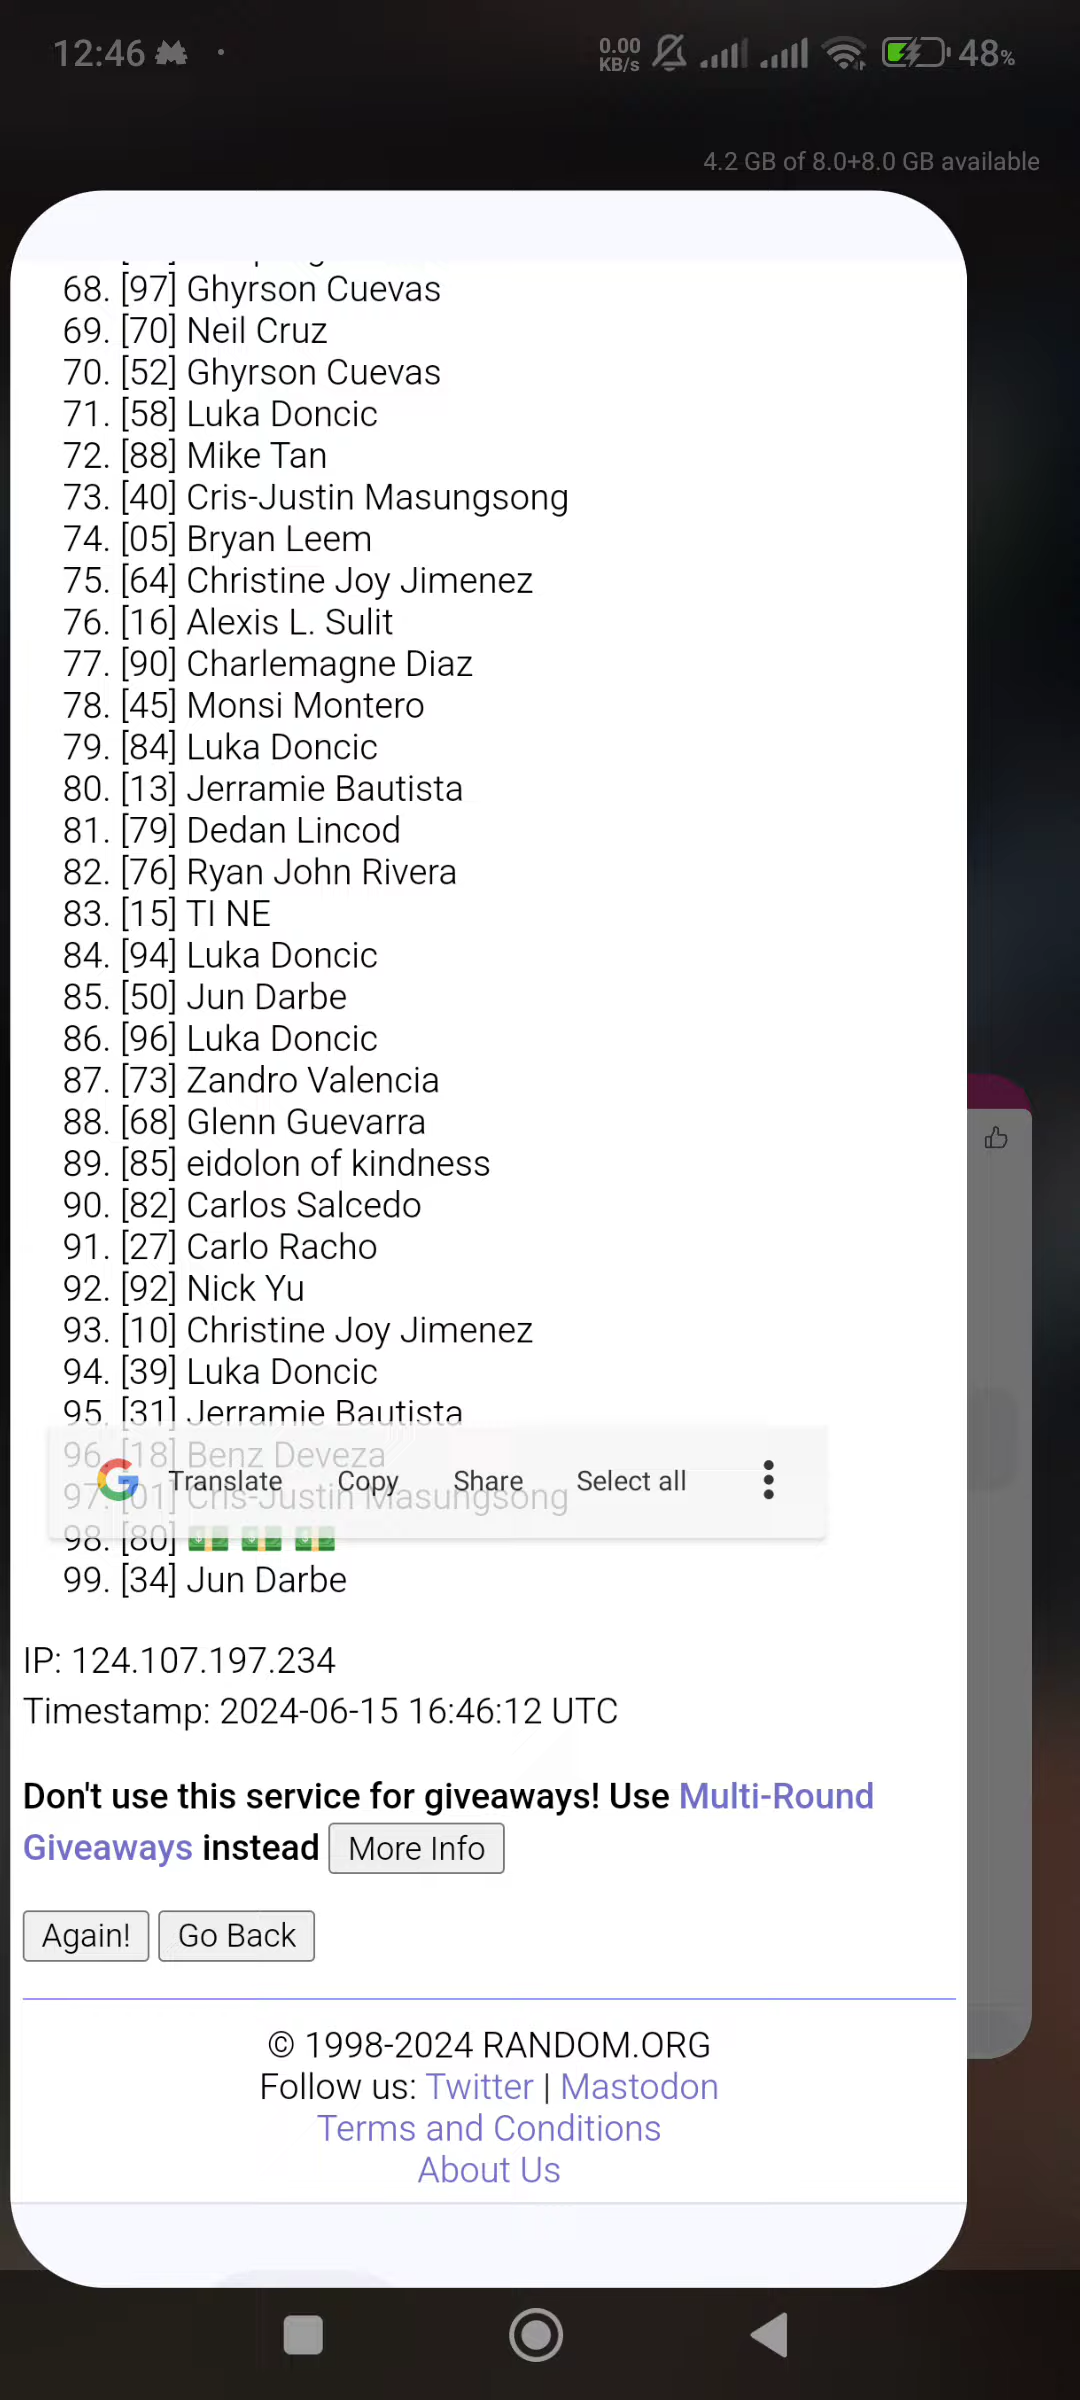 12:46
0.00 KB/s
48%
4.2 GB of 8.0+8.0 GB available
68. [97] Ghyrson Cuevas
69. [70] Neil Cruz
70. [52] Ghyrson Cuevas
71. [58] Luka Doncic
72. [88] Mike Tan
73. [40] Cris-Justin Masungsong
74. [05] Bryan Leem
75. [64] Christine Joy Jimenez
76. [16] Alexis L. Sulit
77. [90] Charlemagne Diaz
78. [45] Monsi Montero
79. [84] Luka Doncic
80. [13] Jerramie Bautista
81. [79] Dedan Lincod
82. [76] Ryan John Rivera
83. [15] TI NE
84. [94] Luka Doncic
85. [50] Jun Darbe
86. [96] Luka Doncic
87. [73] Zandro Valencia
88. [68] Glenn Guevarra
89. [85] eidolon of kindness
90. [82] Carlos Salcedo
91. [27] Carlo Racho
92. [92] Nick Yu
93. [10] Christine Joy Jimenez
94. [39] Luka Doncic
95. [31] Jerramie Bautista
96. [18] Benz Deveza
Translate Copy Share Select all
97. [01] Cris-Justin Masungsong
98. [80] 💵 💵 💵
99. [34] Jun Darbe
IP: 124.107.197.234
Timestamp: 2024-06-15 16:46:12 UTC
Don't use this service for giveaways! Use Multi-Round
Giveaways instead More Info
Again! Go Back
© 1998-2024 RANDOM.ORG
Follow us: Twitter | Mastodon
Terms and Conditions
About Us